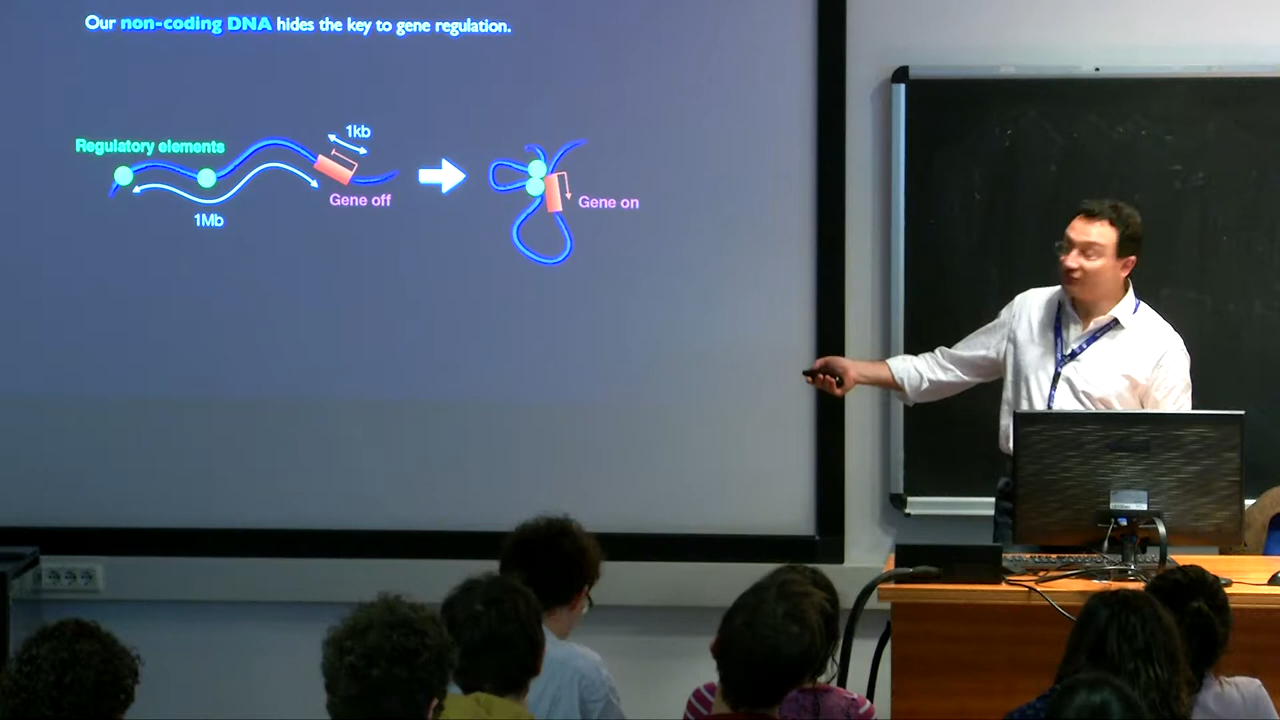 Our non-coding DNA hides the key to gene regulation.
Regulatory elements
1kb
1Mb
Gene off
Gene on